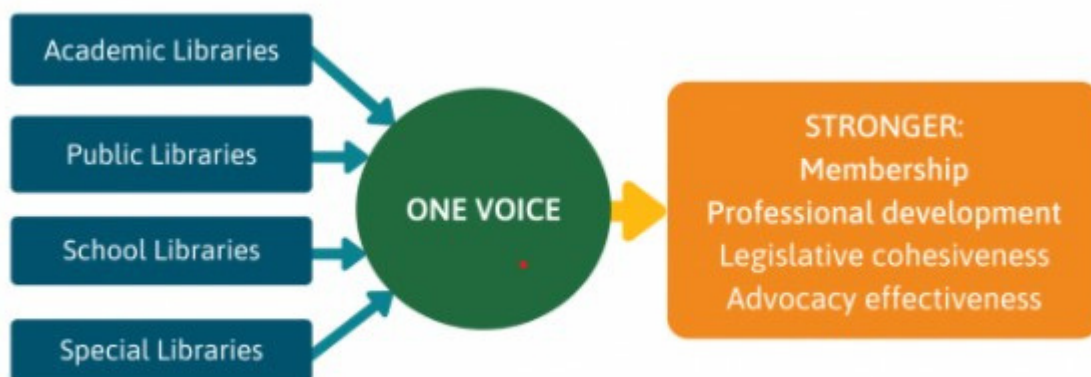 Academic Libraries
Public Libraries
School Libraries
Special Libraries
ONE VOICE
STRONGER:
Membership
Professional development
Legislative cohesiveness
Advocacy effectiveness